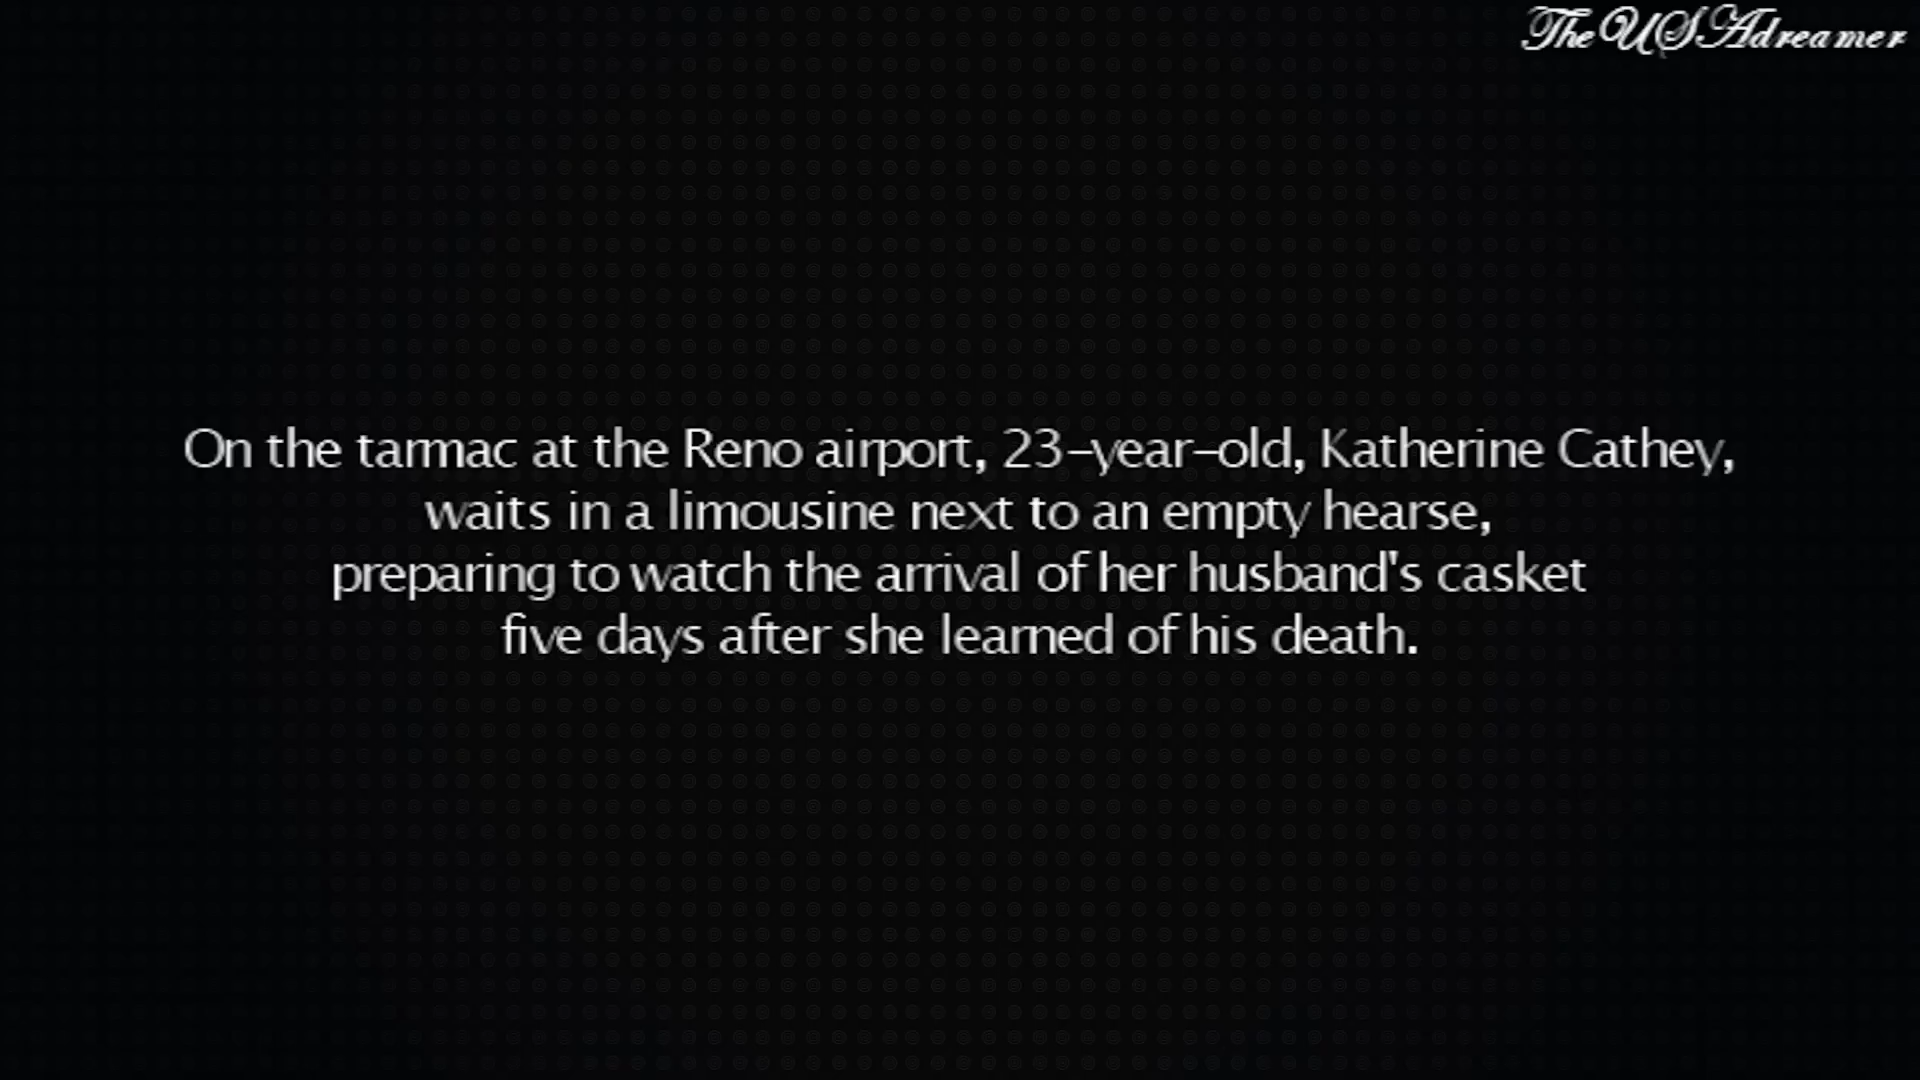 TheUSAdreamer
On the tarmac at the Reno airport, 23-year-old, Katherine Cathey,
waits in a limousine next to an empty hearse,
preparing to watch the arrival of her husband's casket
five days after she learned of his death.